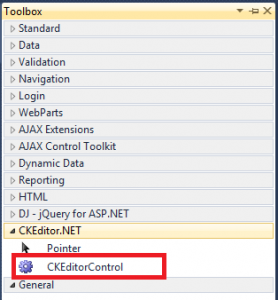 Toolbox
Standard
Data
Validation
Navigation
Login
WebParts
AJAX Extensions
AJAX Control Toolkit
Dynamic Data
Reporting
HTML
DJ - jQuery for ASP.NET
CKEditor.NET
Pointer
CKEditorControl
General